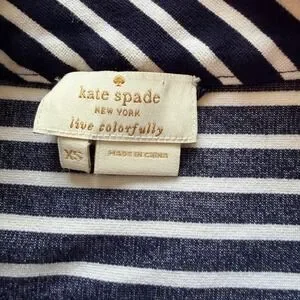 kate spade
NEW YORK
live colorfully
XS
MADE IN CHINA